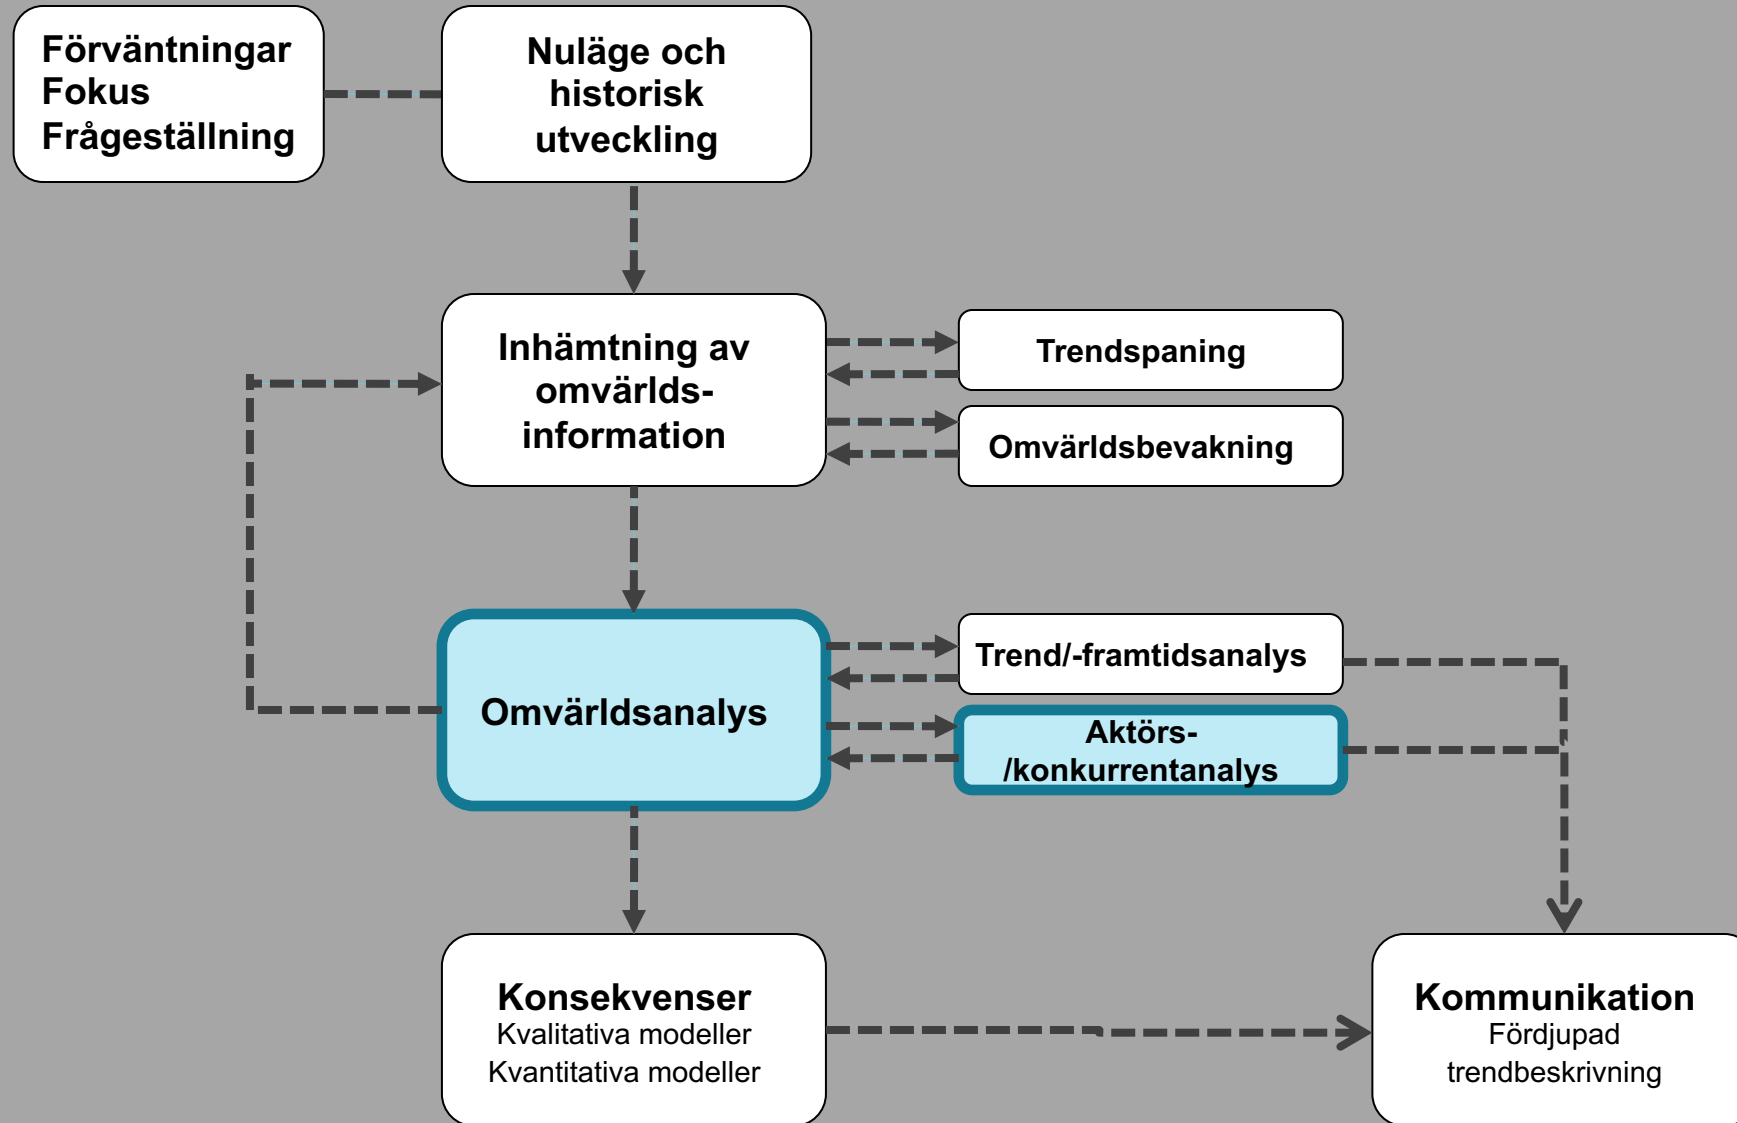 Förväntningar
Fokus
Frågeställning
Nuläge och
historisk
utveckling
Inhämtning av
omvärlds-
information
Trendspaning
Omvärldsbevakning
Omvärldsanalys
Trend/-framtidsanalys
Aktörs-
/konkurrentanalys
Konsekvenser
Kvalitativa modeller
Kvantitativa modeller
Kommunikation
Fördjupad
trendbeskrivning